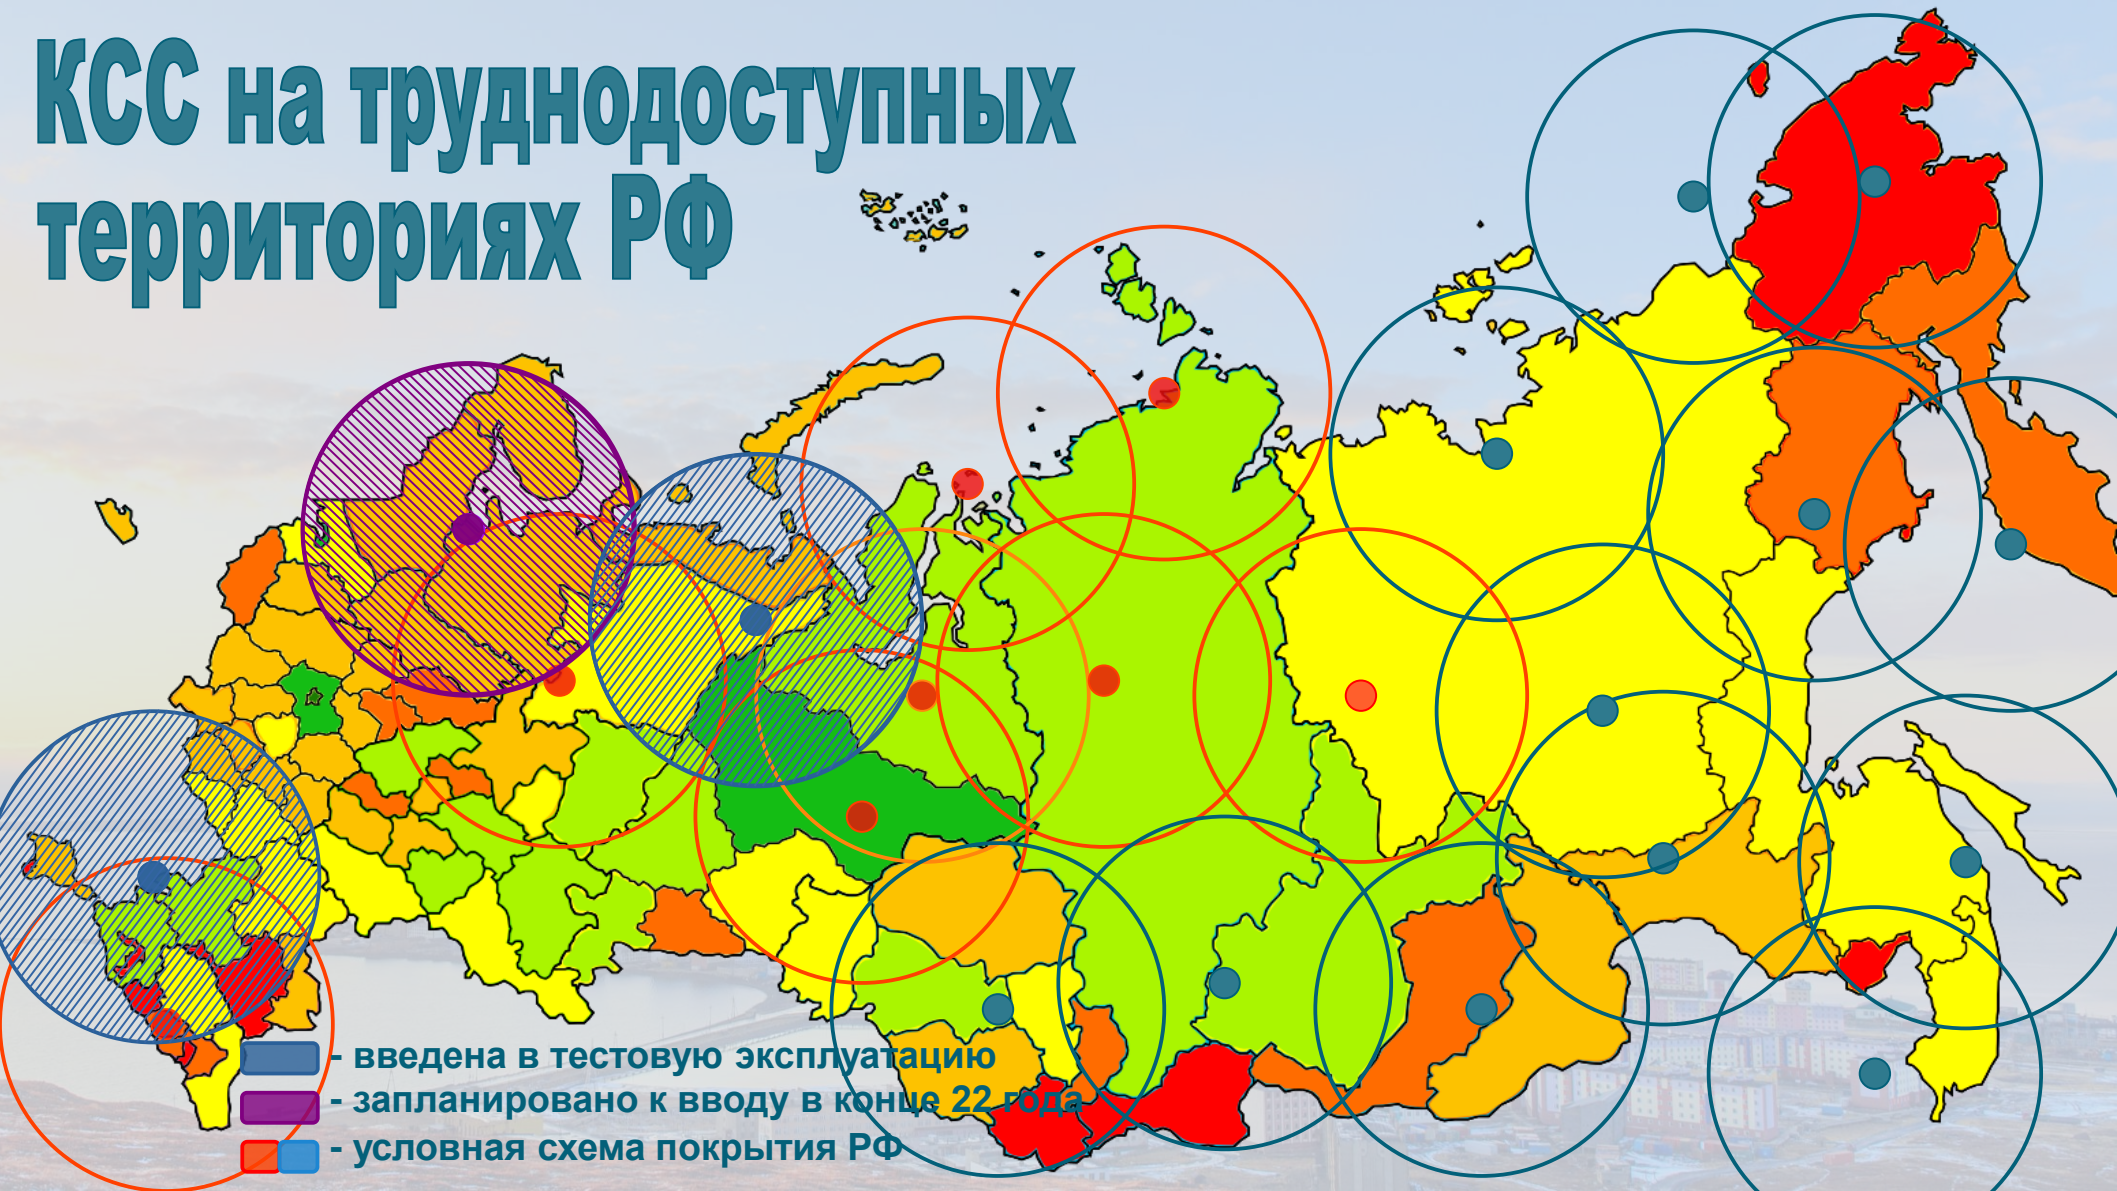 КСС на труднодоступных
территориях РФ
- введена в тестовую эксплуатацию
- запланировано к вводу в конце 22 года
- условная схема покрытия РФ